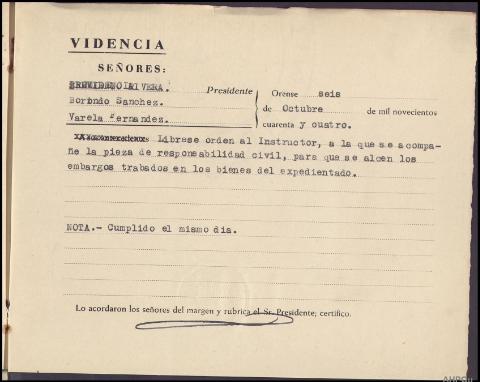 VIDENCIA
SEÑORES:
RIVERA. Presidente
Orense seis
Borondo Sanchez.
de Octubre de mil novecientos
Varela Fernandez.
cuarenta y cuatro.
Librese orden al Instructor, a la que se acompa-
ñe la pieza de responsabilidad civil, para que se alcen los
embargos trabados en los bienes del expedientado.
NOTA.- Cumplido el mismo dia.
Lo acordaron los señores del margen y rubrica el Sr. Presidente; certifico.